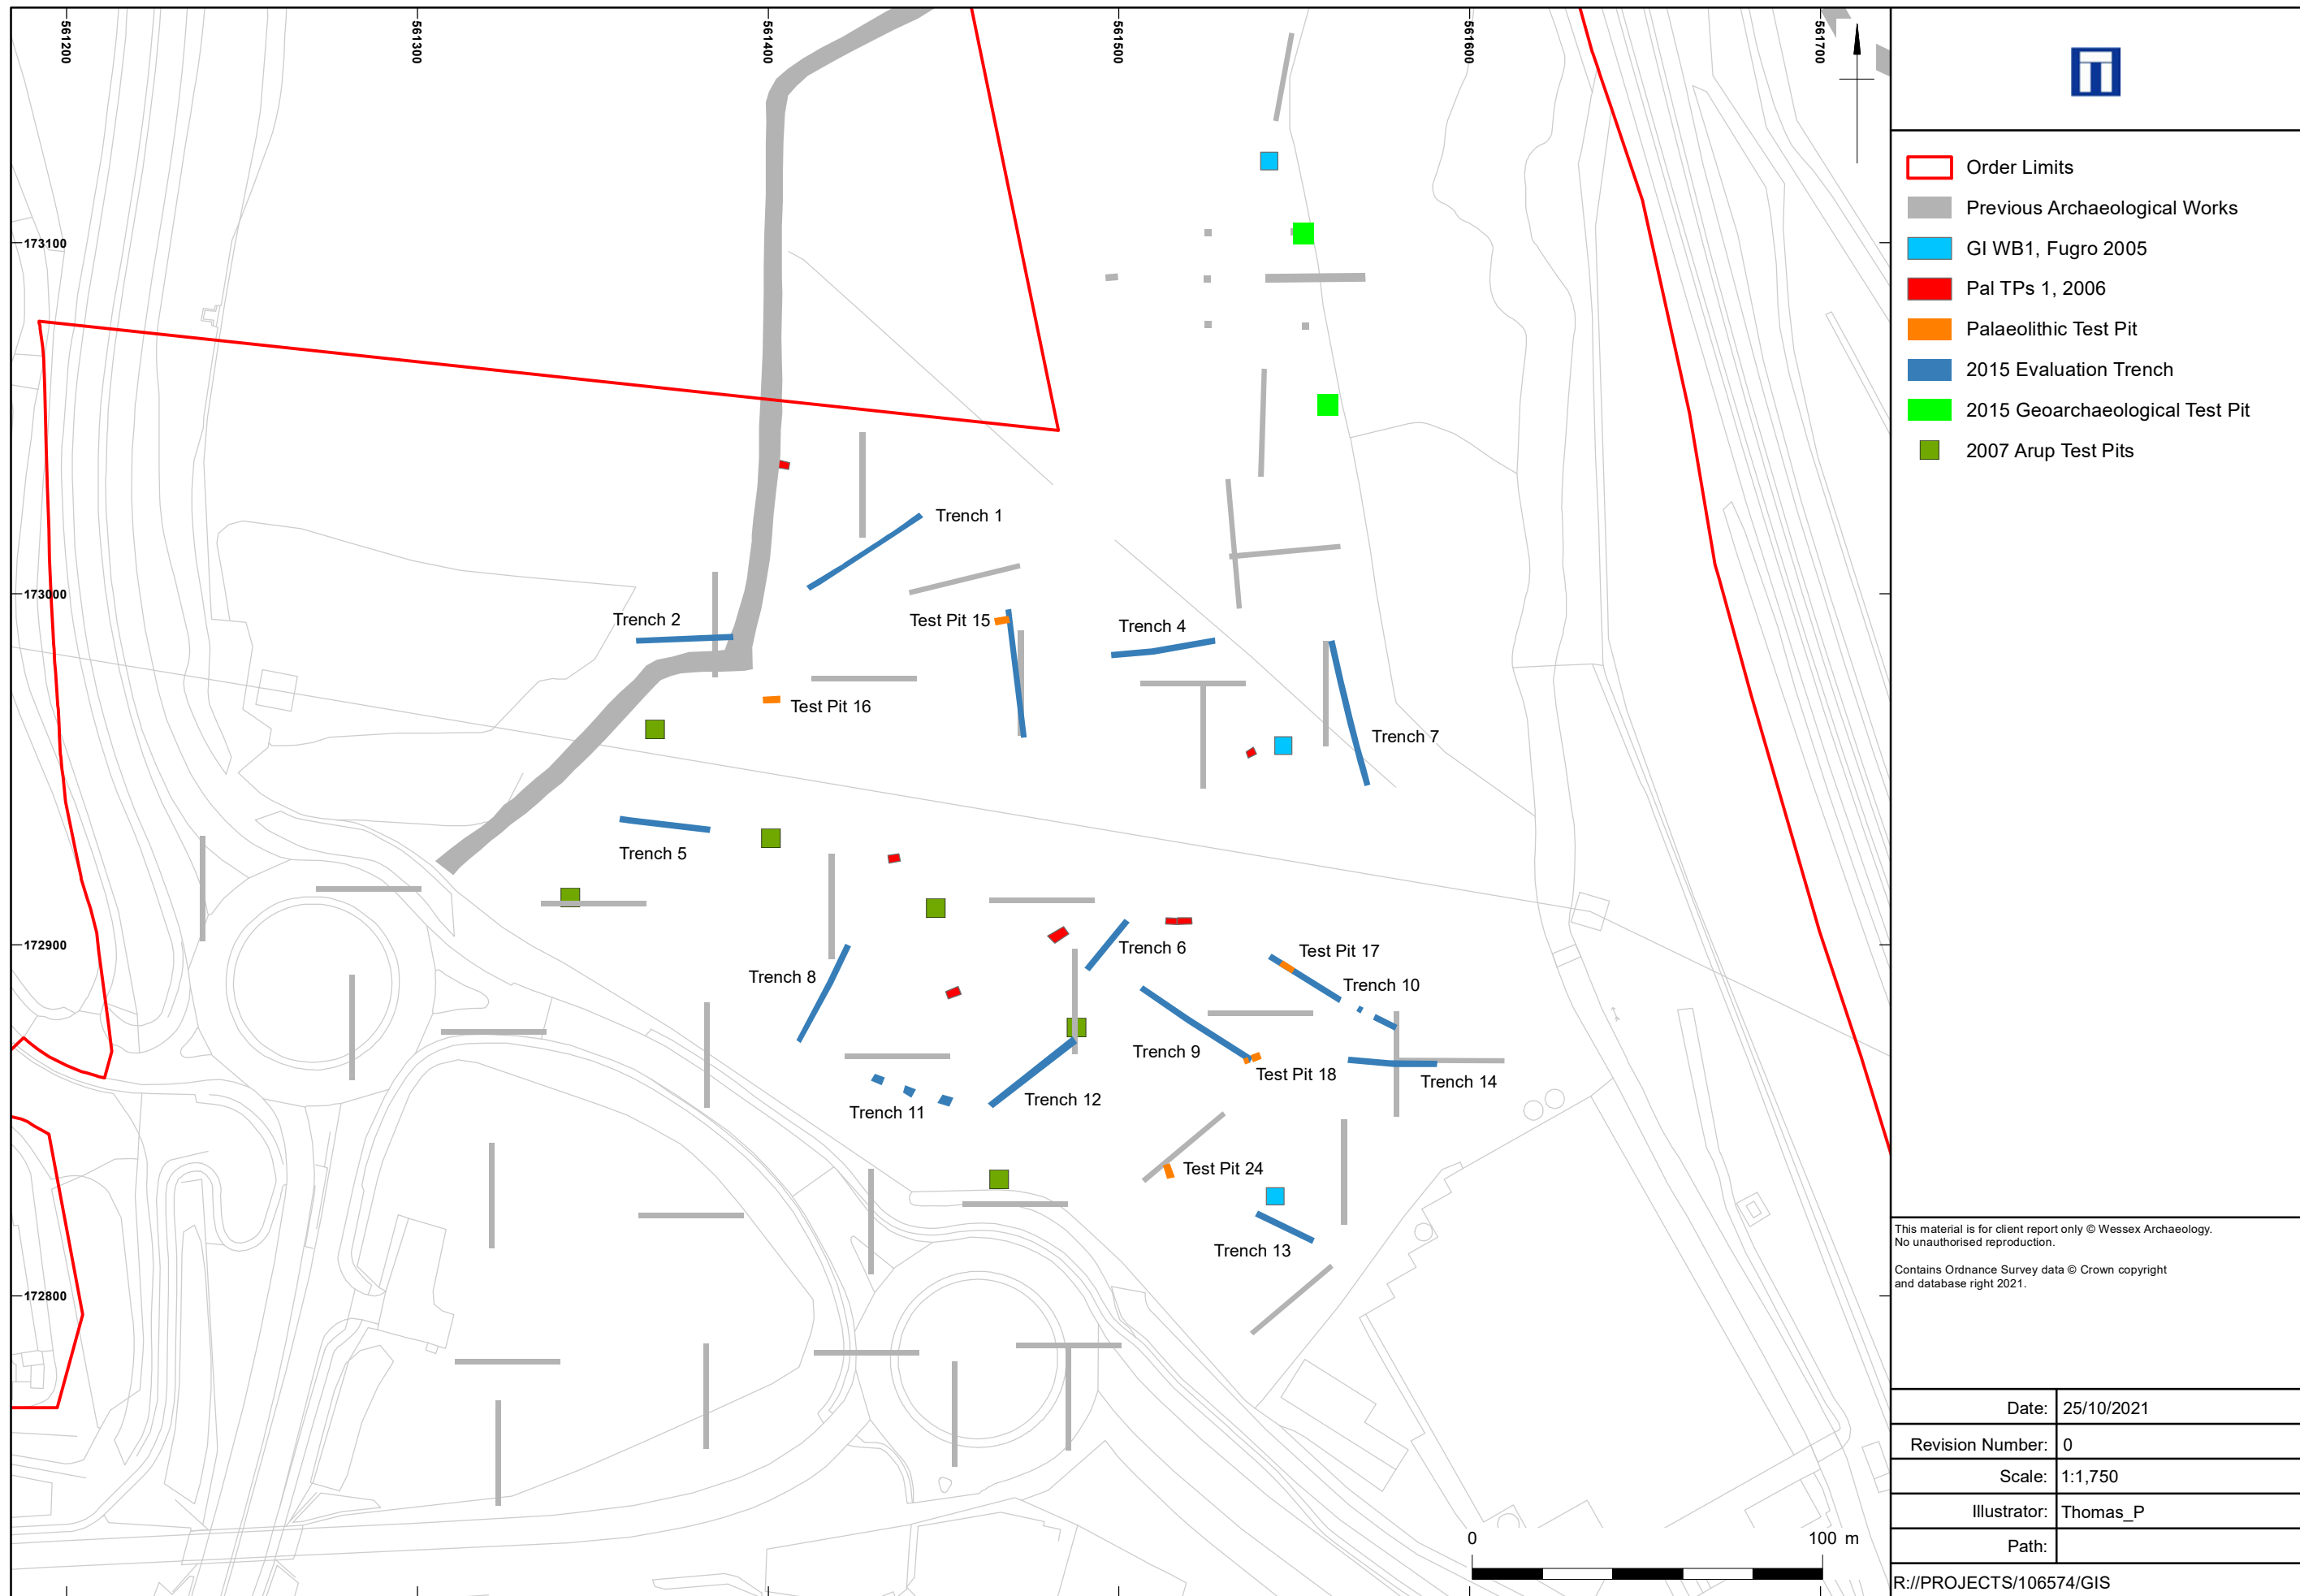 561200
561300
561400
561500
561600
561700
173100
173000
172900
172800
Trench 1
Trench 2
Test Pit 15
Trench 4
Test Pit 16
Trench 7
Trench 5
Trench 6
Test Pit 17
Trench 8
Trench 10
Trench 9
Test Pit 18
Trench 14
Trench 12
Trench 11
Test Pit 24
Trench 13
0 100 m
Order Limits
Previous Archaeological Works
GI WB1, Fugro 2005
Pal TPs 1, 2006
Palaeolithic Test Pit
2015 Evaluation Trench
2015 Geoarchaeological Test Pit
2007 Arup Test Pits
This material is for client report only © Wessex Archaeology.
No unauthorised reproduction.
Contains Ordnance Survey data © Crown copyright
and database right 2021.
Date: 25/10/2021
Revision Number: 0
Scale: 1:1,750
Illustrator: Thomas_P
Path:
R://PROJECTS/106574/GIS